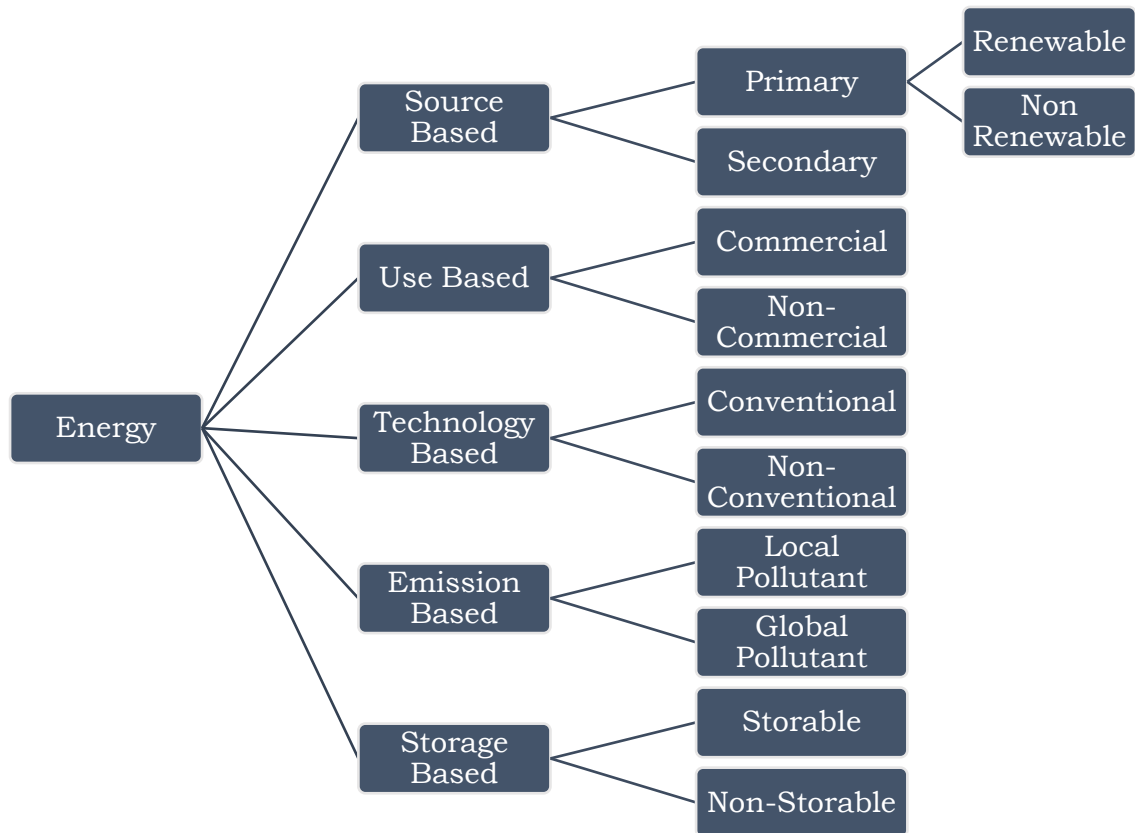 Energy
Source
Based
Primary
Renewable
Non
Renewable
Secondary
Use Based
Commercial
Non-
Commercial
Technology
Based
Conventional
Non-
Conventional
Emission
Based
Local
Pollutant
Global
Pollutant
Storage
Based
Storable
Non-Storable